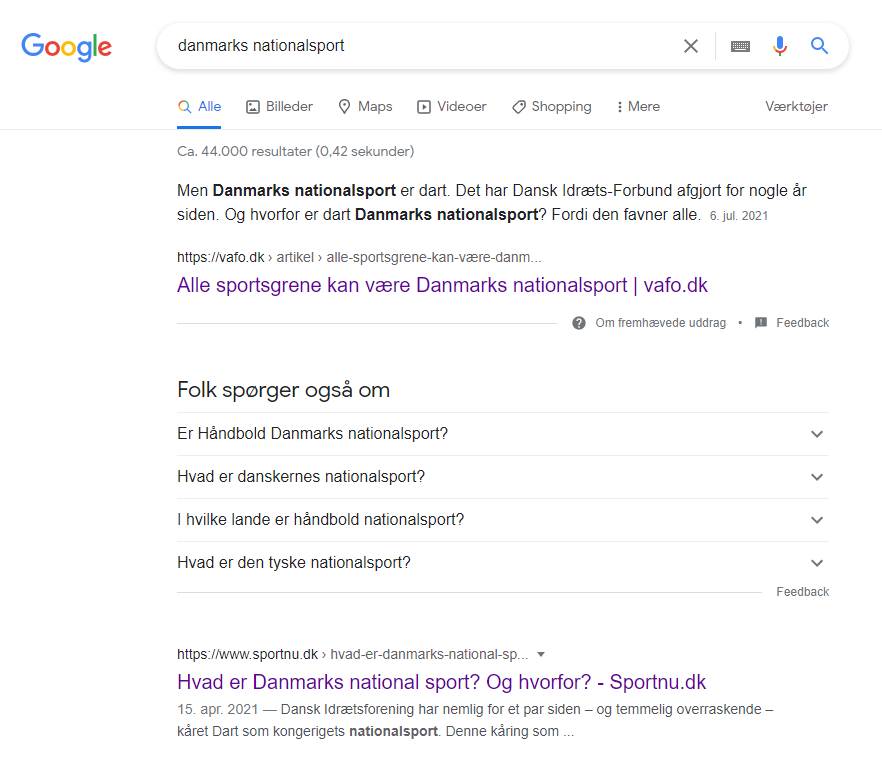 Google
danmarks nationalsport
Alle Billeder Maps Videoer Shopping Mere Værktøjer
Ca. 44.000 resultater (0,42 sekunder)
Men Danmarks nationalsport er dart. Det har Dansk Idræts-Forbund afgjort for nogle år
siden. Og hvorfor er dart Danmarks nationalsport? Fordi den favner alle. 6. jul. 2021
https://vafo.dk › artikel › alle-sportsgrene-kan-være-danm...
Alle sportsgrene kan være Danmarks nationalsport | vafo.dk
Om fremhævede uddrag • Feedback
Folk spørger også om
Er Håndbold Danmarks nationalsport?
Hvad er danskernes nationalsport?
I hvilke lande er håndbold nationalsport?
Hvad er den tyske nationalsport?
Feedback
https://www.sportnu.dk › hvad-er-danmarks-national-sp...
Hvad er Danmarks national sport? Og hvorfor? - Sportnu.dk
15. apr. 2021 — Dansk Idrætsforening har nemlig for et par siden – og temmelig overraskende –
kåret Dart som kongerigets nationalsport. Denne kåring som ...